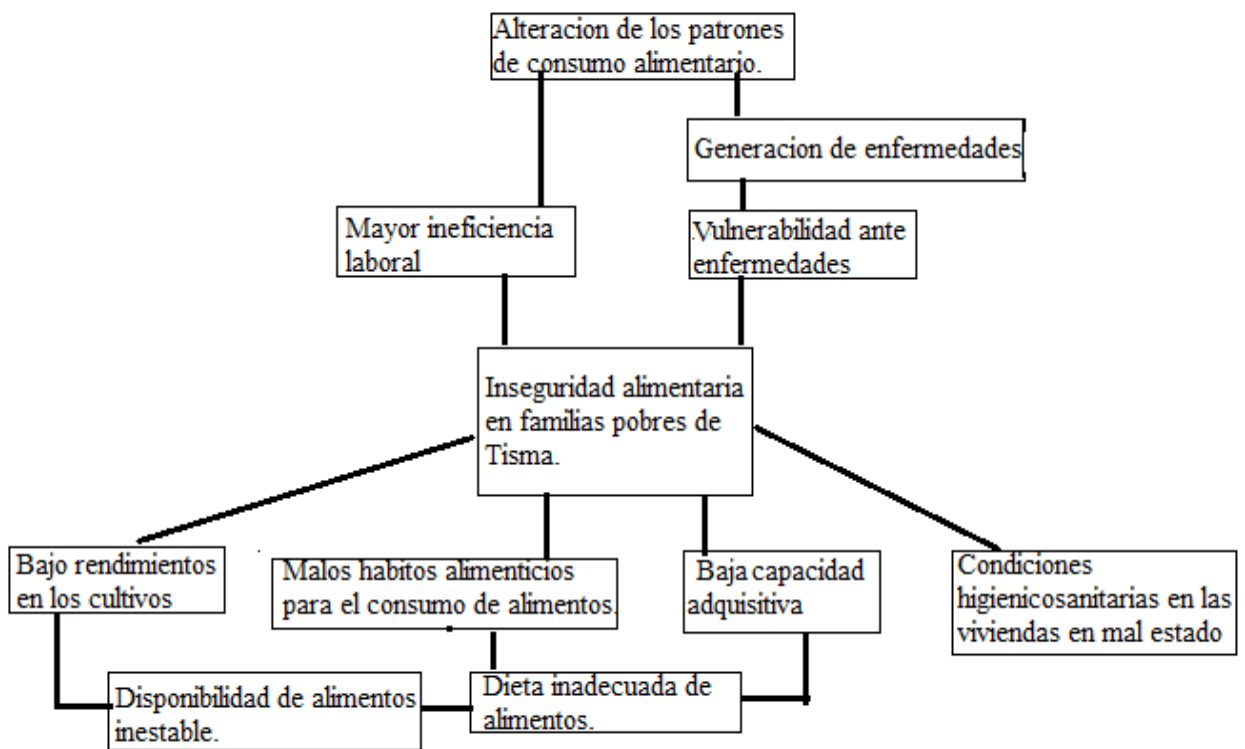 Alteracion de los patrones
de consumo alimentario.
Generacion de enfermedades
Mayor ineficiencia
laboral
Vulnerabilidad ante
enfermedades
Inseguridad alimentaria
en familias pobres de
Tisma.
Bajo rendimientos
en los cultivos
Malos habitos alimenticios
para el consumo de alimentos.
Baja capacidad
adquisitiva
Condiciones
higienicosanitarias en las
viviendas en mal estado
Disponibilidad de alimentos
inestable.
Dieta inadecuada de
alimentos.